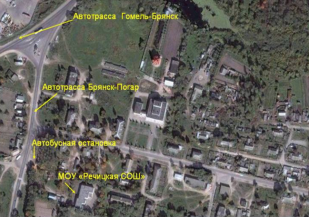 Автотрасса Гомель-Брянск
Автотрасса Брянск-Погар
Автобусная остановка
МОУ «Речицкая СОШ»